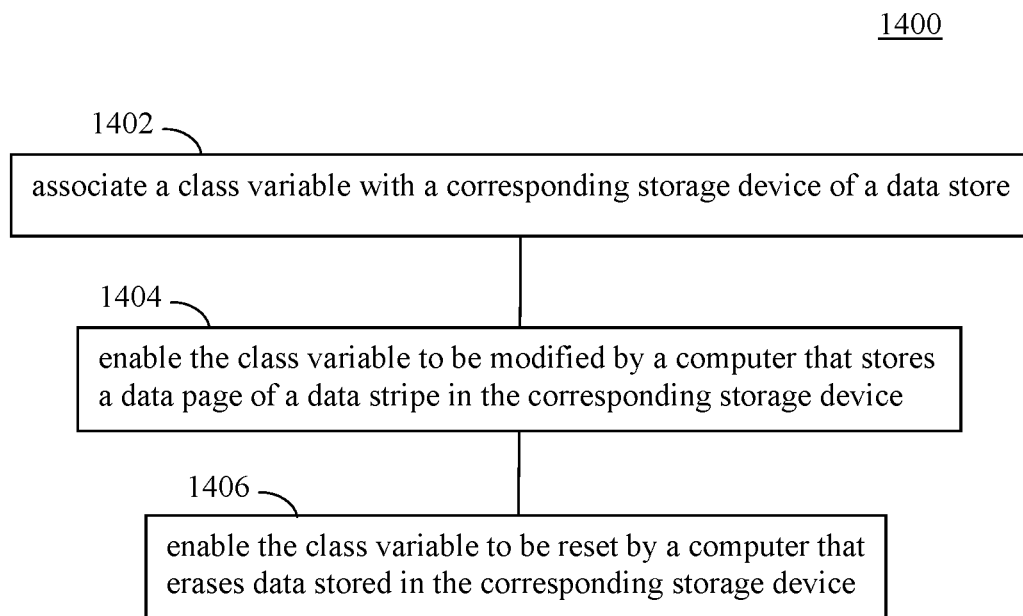 1400
1402
associate a class variable with a corresponding storage device of a data store
1404
enable the class variable to be modified by a computer that stores
a data page of a data stripe in the corresponding storage device
1406
enable the class variable to be reset by a computer that
erases data stored in the corresponding storage device